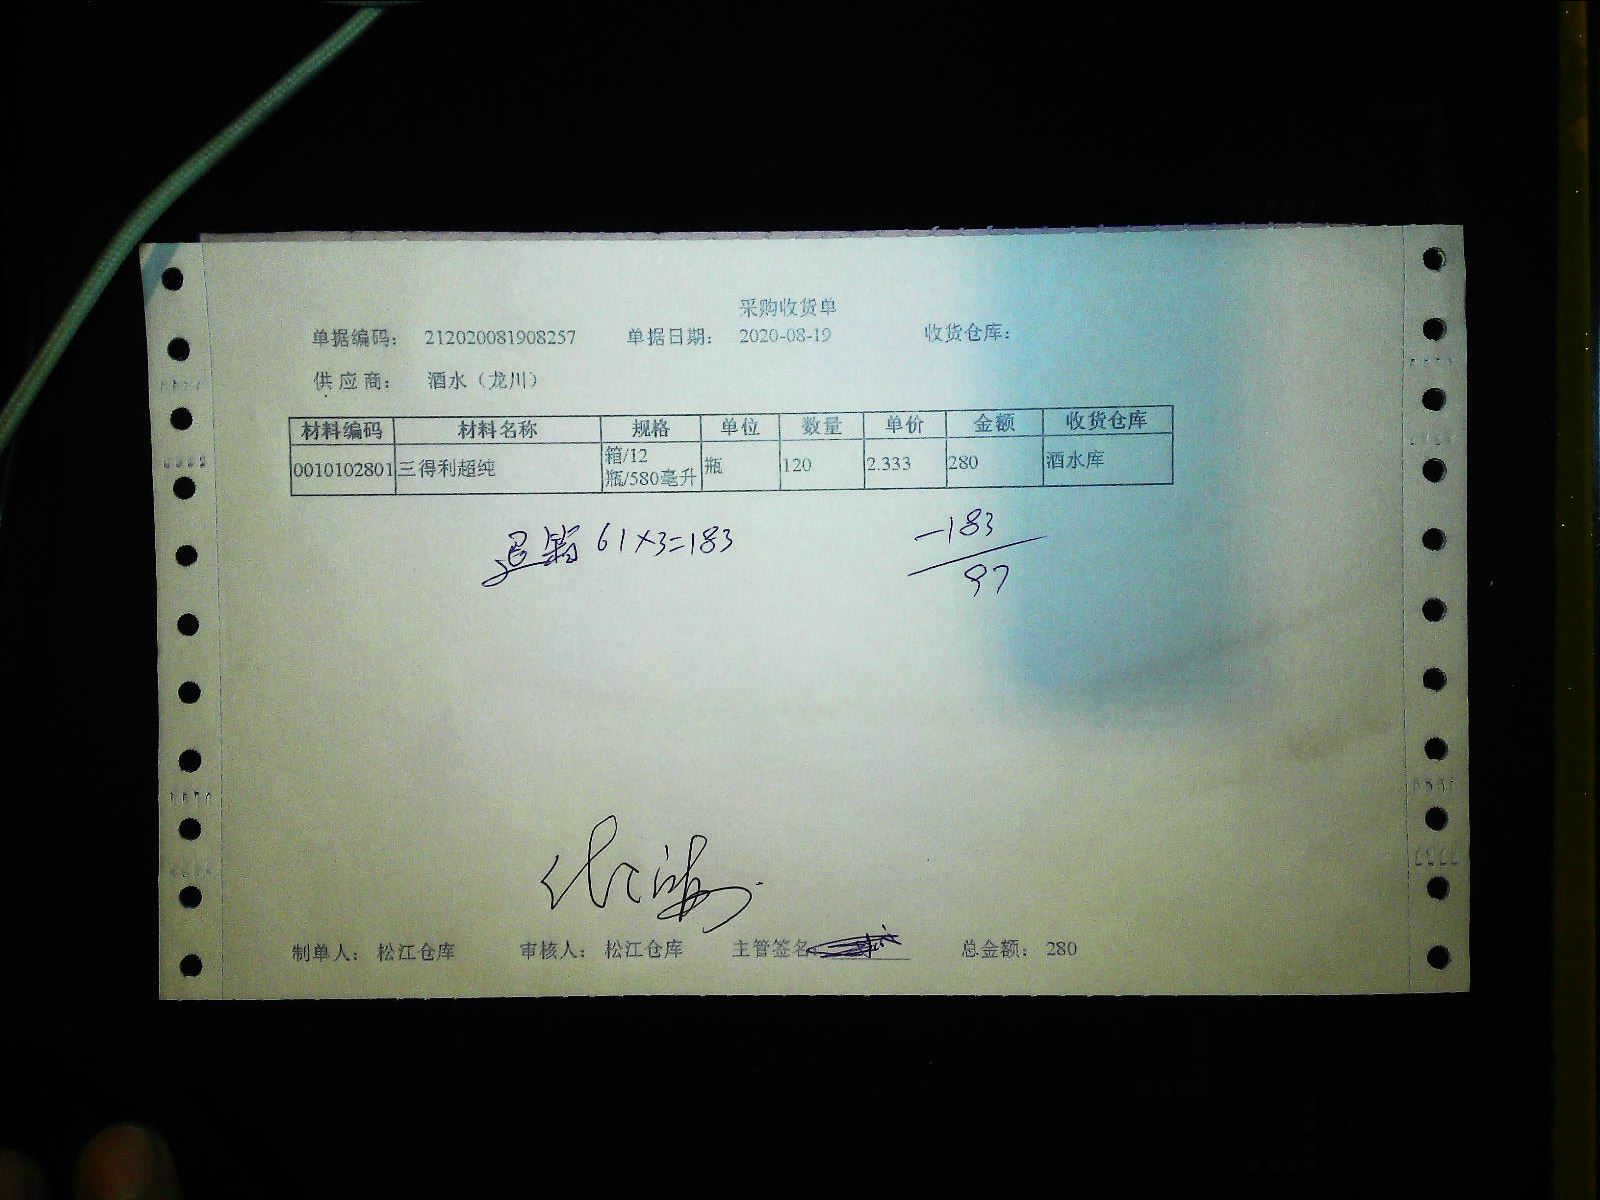 采购收货单
单据编码： 212020081908257 单据日期： 2020-08-19 收货仓库：
供应商： 酒水（龙川）
材料编码 材料名称 规格 单位 数量 单价 金额 收货仓库
0010102801 三得利超纯 箱/12瓶/580毫升 瓶 120 2.333 280 酒水库
退 61×3=183
-183
97
制单人： 松江仓库 审核人： 松江仓库 主管签名： 总金额： 280